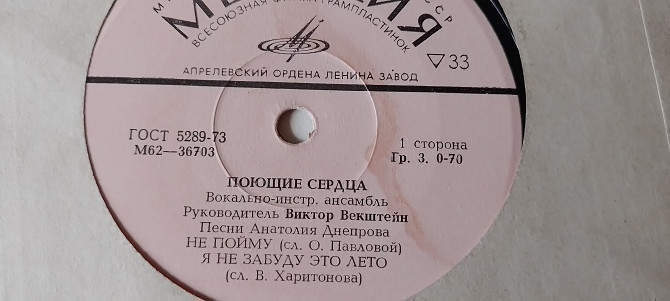 ВСЕСОЮЗНАЯ ФИРМА ГРАМПЛАСТИНОК
АПРЕЛЕВСКИЙ ОРДЕНА ЛЕНИНА ЗАВОД
▽33
ГОСТ 5289-73
М62—36703
1 сторона
Гр. 3. 0-70
ПОЮЩИЕ СЕРДЦА
Вокально-инстр. ансамбль
Руководитель Виктор Векштейн
Песни Анатолия Днепрова
НЕ ПОЙМУ (сл. О. Павловой)
Я НЕ ЗАБУДУ ЭТО ЛЕТО
(сл. В. Харитонова)